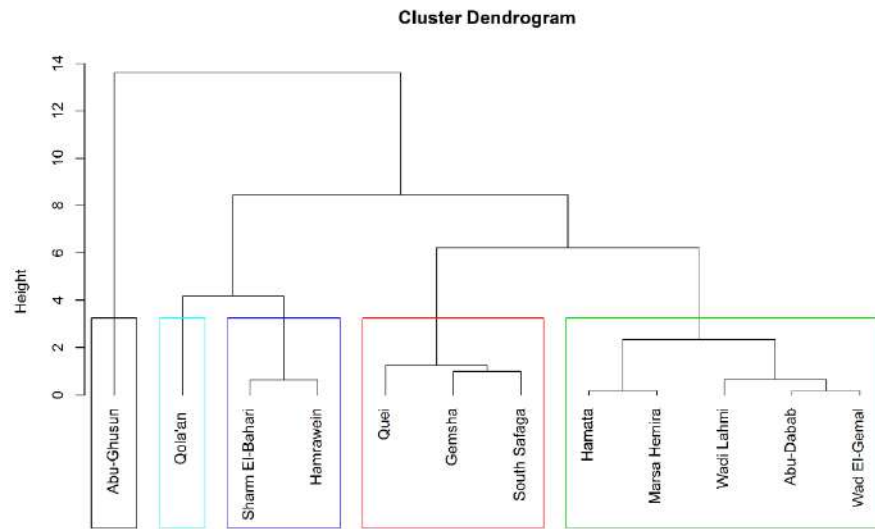 Cluster Dendrogram
Height
14
12
10
8
6
4
2
0
Abu-Ghusun
Qola'an
Sharm El-Bahari
Hamrawein
Quei
Gemsha
South Safaga
Hamata
Marsa Hemira
Wadi Lahmi
Abu-Dabab
Wad El-Gemal